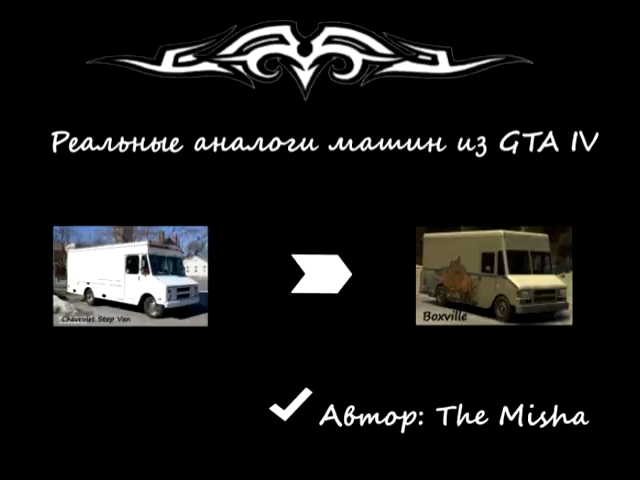 Реальные аналоги машин из GTA IV
Chevrolet Step Van
Boxville
Автор: The Misha